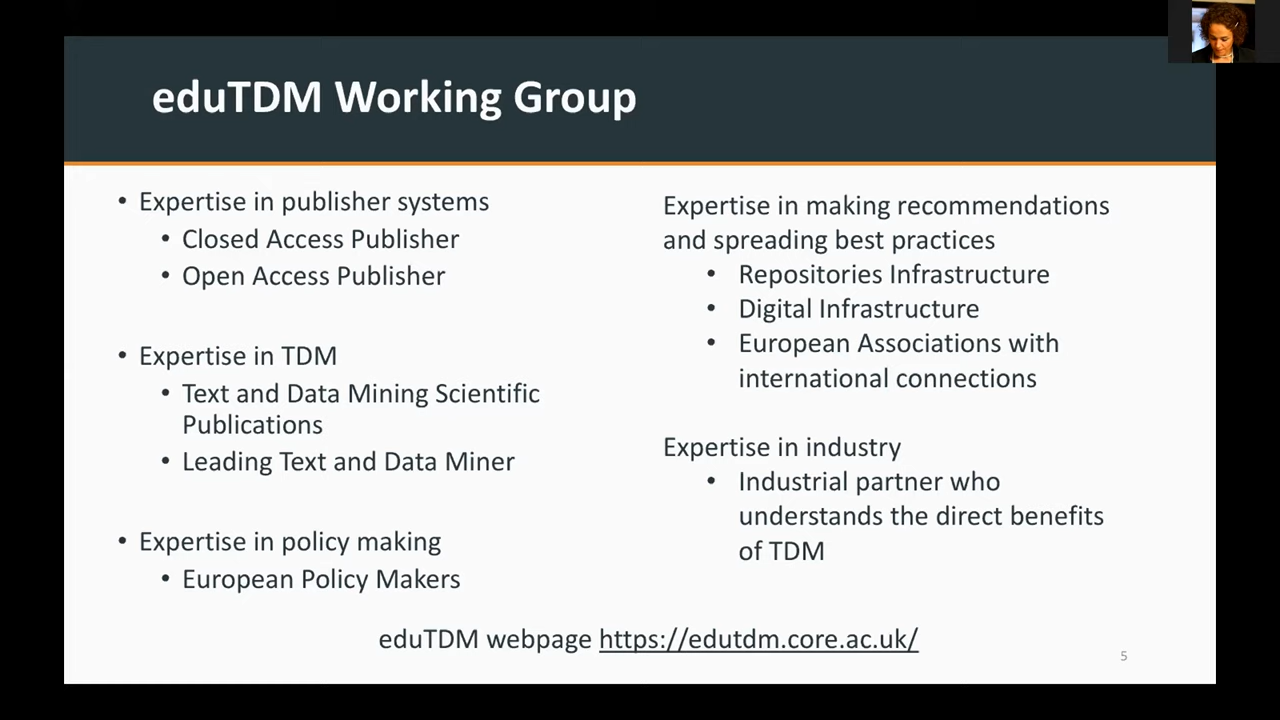 eduTDM Working Group
• Expertise in publisher systems
• Closed Access Publisher
• Open Access Publisher
• Expertise in TDM
• Text and Data Mining Scientific
Publications
• Leading Text and Data Miner
• Expertise in policy making
• European Policy Makers
Expertise in making recommendations
and spreading best practices
• Repositories Infrastructure
• Digital Infrastructure
• European Associations with
international connections
Expertise in industry
• Industrial partner who
understands the direct benefits
of TDM
eduTDM webpage https://edutdm.core.ac.uk/
5